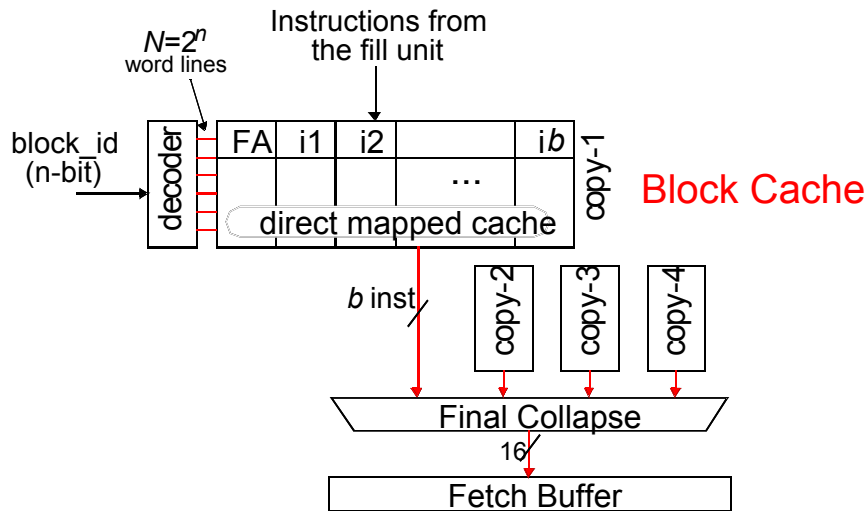 Instructions from
the fill unit
N=2ⁿ
word lines
block_id
(n-bit)
decoder
FA i1 i2 ib
...
direct mapped cache
copy-1
Block Cache
b inst
copy-2
copy-3
copy-4
Final Collapse
16
Fetch Buffer